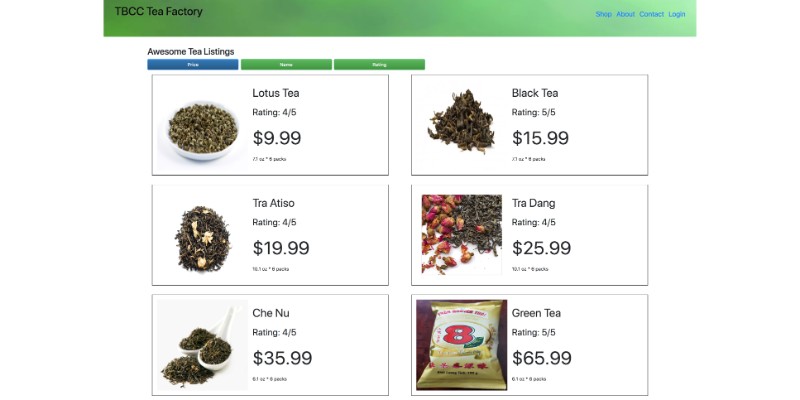 TBCC Tea Factory
Shop About Contact Login
Awesome Tea Listings
Price Name Rating
Lotus Tea
Rating: 4/5
$9.99
7.1 oz * 6 packs
Black Tea
Rating: 5/5
$15.99
7.1 oz * 6 packs
Tra Atiso
Rating: 4/5
$19.99
10.1 oz * 6 packs
Tra Dang
Rating: 4/5
$25.99
10.1 oz * 6 packs
Che Nu
Rating: 4/5
$35.99
6.1 oz * 6 packs
Green Tea
Rating: 5/5
$65.99
6.1 oz * 6 packs
8